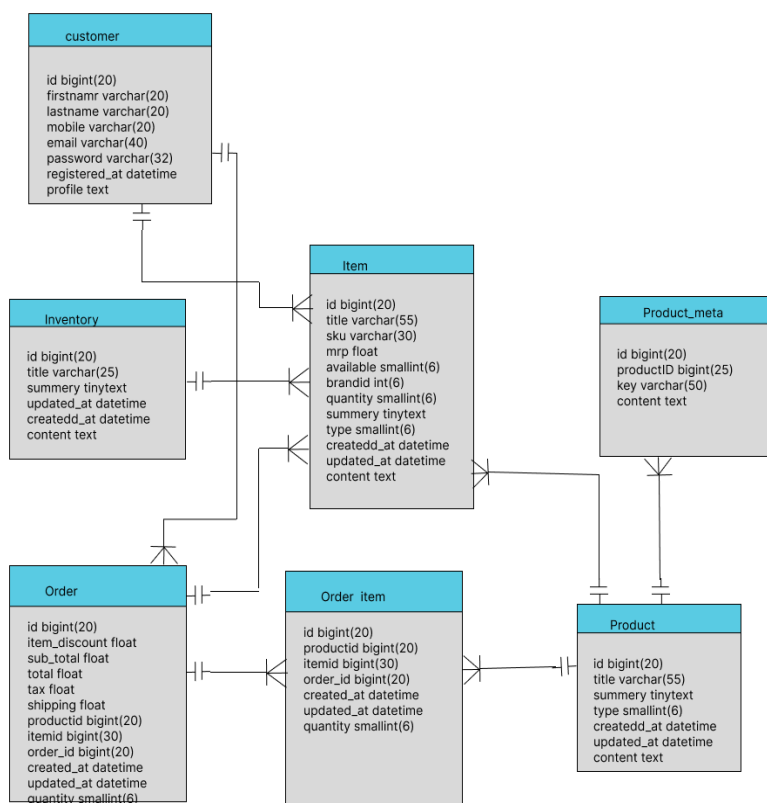 customer
id bigint(20)
firstnamr varchar(20)
lastname varchar(20)
mobile varchar(20)
email varchar(40)
password varchar(32)
registered_at datetime
profile text
Item
id bigint(20)
title varchar(55)
sku varchar(30)
mrp float
available smallint(6)
brandid int(6)
quantity smallint(6)
summery tinytext
type smallint(6)
createdd_at datetime
updated_at datetime
content text
Inventory
id bigint(20)
title varchar(25)
summery tinytext
updated_at datetime
createdd_at datetime
content text
Product_meta
id bigint(20)
productID bigint(25)
key varchar(50)
content text
Order
id bigint(20)
item_discount float
sub_total float
total float
tax float
shipping float
productid bigint(20)
itemid bigint(30)
order_id bigint(20)
created_at datetime
updated_at datetime
quantity smallint(6)
Order item
id bigint(20)
productid bigint(20)
itemid bigint(30)
order_id bigint(20)
created_at datetime
updated_at datetime
quantity smallint(6)
Product
id bigint(20)
title varchar(55)
summery tinytext
type smallint(6)
createdd_at datetime
updated_at datetime
content text